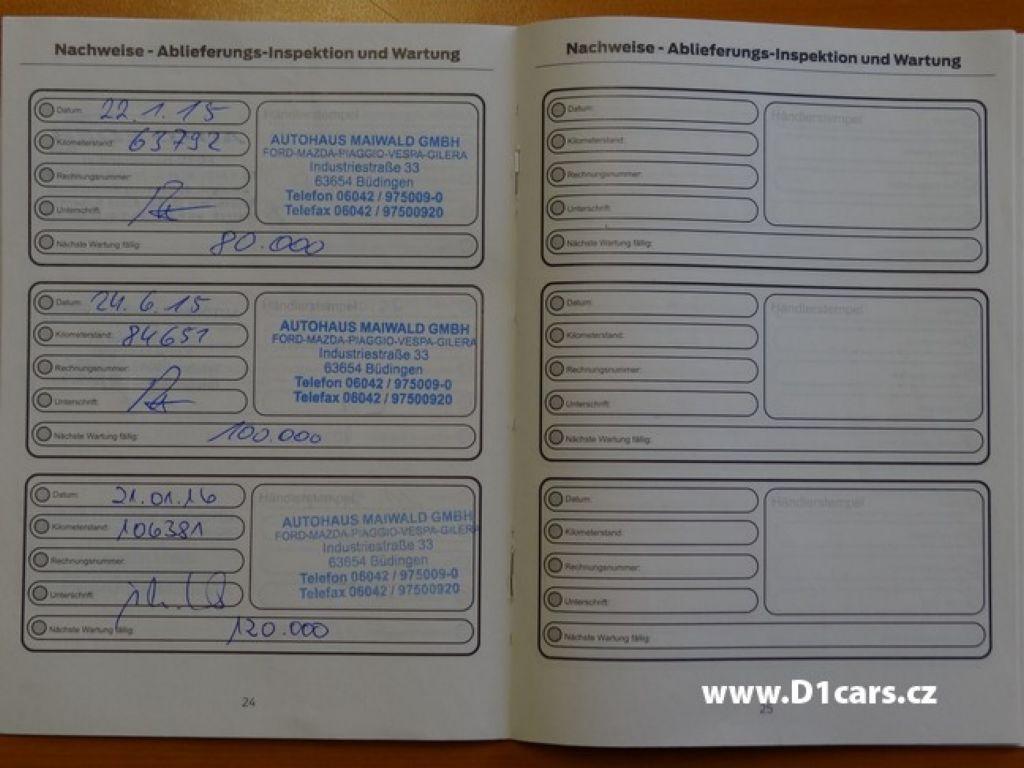 Nachweise - Ablieferungs-Inspektion und Wartung
Datum: 22.1.15
Kilometerstand: 63792
Rechnungsnummer:
Unterschrift:
Nächste Wartung fällig: 80.000
Händlerstempel
AUTOHAUS MAIWALD GMBH
FORD-MAZDA-PIAGGIO-VESPA-GILERA
Industriestraße 33
63654 Büdingen
Telefon 06042 / 975009-0
Telefax 06042 / 97500920
Datum: 24.6.15
Kilometerstand: 84651
Rechnungsnummer:
Unterschrift:
Nächste Wartung fällig: 100.000
Händlerstempel
AUTOHAUS MAIWALD GMBH
FORD-MAZDA-PIAGGIO-VESPA-GILERA
Industriestraße 33
63654 Büdingen
Telefon 06042 / 975009-0
Telefax 06042 / 97500920
Datum: 21.01.16
Kilometerstand: 106381
Rechnungsnummer:
Unterschrift:
Nächste Wartung fällig: 120.000
Händlerstempel
AUTOHAUS MAIWALD GMBH
FORD-MAZDA-PIAGGIO-VESPA-GILERA
Industriestraße 33
63654 Büdingen
Telefon 06042 / 975009-0
Telefax 06042 / 97500920
24
Nachweise - Ablieferungs-Inspektion und Wartung
Datum:
Kilometerstand:
Rechnungsnummer:
Unterschrift:
Nächste Wartung fällig:
Händlerstempel
Datum:
Kilometerstand:
Rechnungsnummer:
Unterschrift:
Nächste Wartung fällig:
Händlerstempel
Datum:
Kilometerstand:
Rechnungsnummer:
Unterschrift:
Nächste Wartung fällig:
Händlerstempel
www.D1cars.cz
25